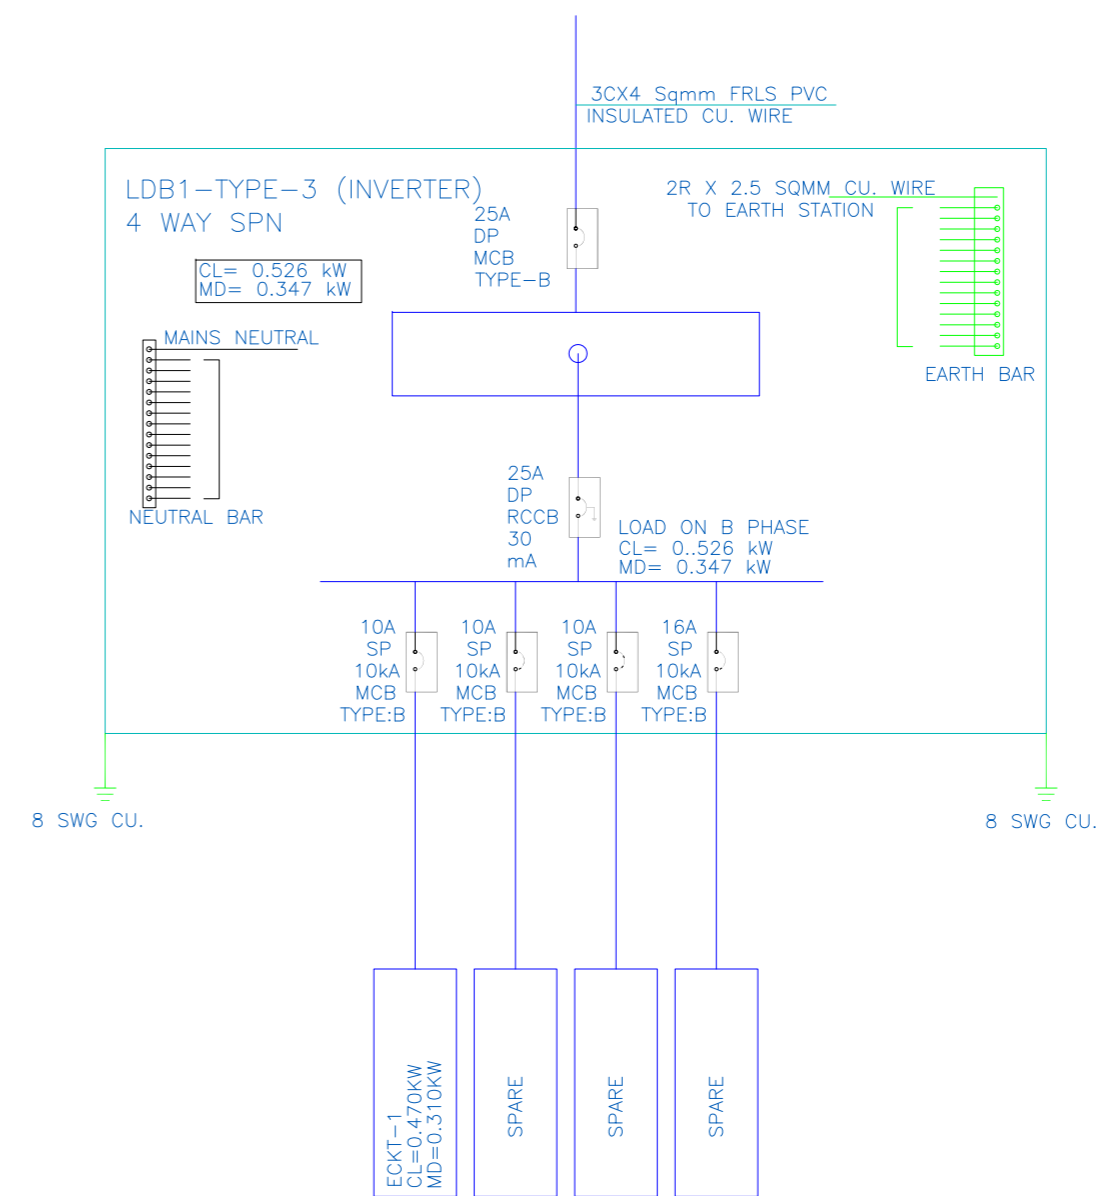 3CX4 Sqmm FRLS PVC
INSULATED CU. WIRE
LDB1-TYPE-3 (INVERTER)
4 WAY SPN
CL= 0.526 kW
MD= 0.347 kW
25A
DP
MCB
TYPE-B
2R X 2.5 SQMM CU. WIRE
TO EARTH STATION
EARTH BAR
MAINS NEUTRAL
NEUTRAL BAR
25A
DP
RCCB
30
mA
LOAD ON B PHASE
CL= 0..526 kW
MD= 0.347 kW
10A
SP
10kA
MCB
TYPE:B
10A
SP
10kA
MCB
TYPE:B
10A
SP
10kA
MCB
TYPE:B
16A
SP
10kA
MCB
TYPE:B
8 SWG CU.
8 SWG CU.
ECKT-1
CL=0.470KW
MD=0.310KW
SPARE
SPARE
SPARE